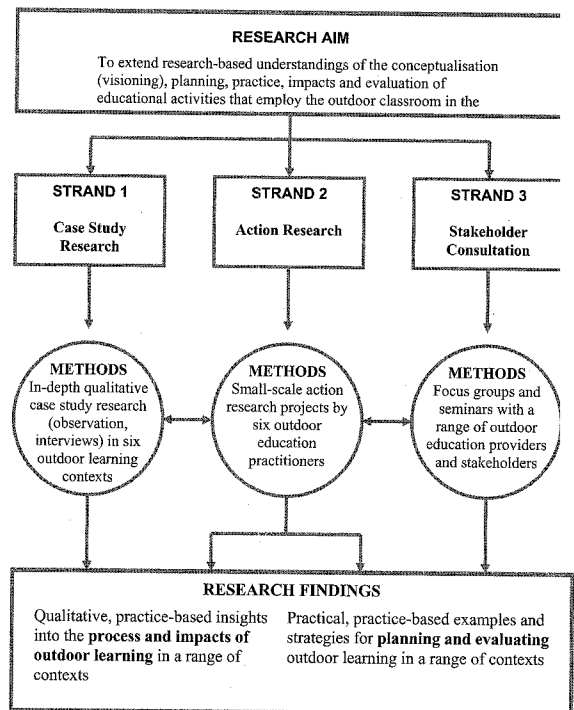 RESEARCH AIM
To extend research-based understandings of the conceptualisation
(visioning), planning, practice, impacts and evaluation of
educational activities that employ the outdoor classroom in the
STRAND 1
Case Study
Research
STRAND 2
Action Research
STRAND 3
Stakeholder
Consultation
METHODS
In-depth qualitative
case study research
(observation,
interviews) in six
outdoor learning
contexts
METHODS
Small-scale action
research projects by
six outdoor
education
practitioners
METHODS
Focus groups and
seminars with a
range of outdoor
education providers
and stakeholders
RESEARCH FINDINGS
Qualitative, practice-based insights
into the process and impacts of
outdoor learning in a range of
contexts
Practical, practice-based examples and
strategies for planning and evaluating
outdoor learning in a range of contexts